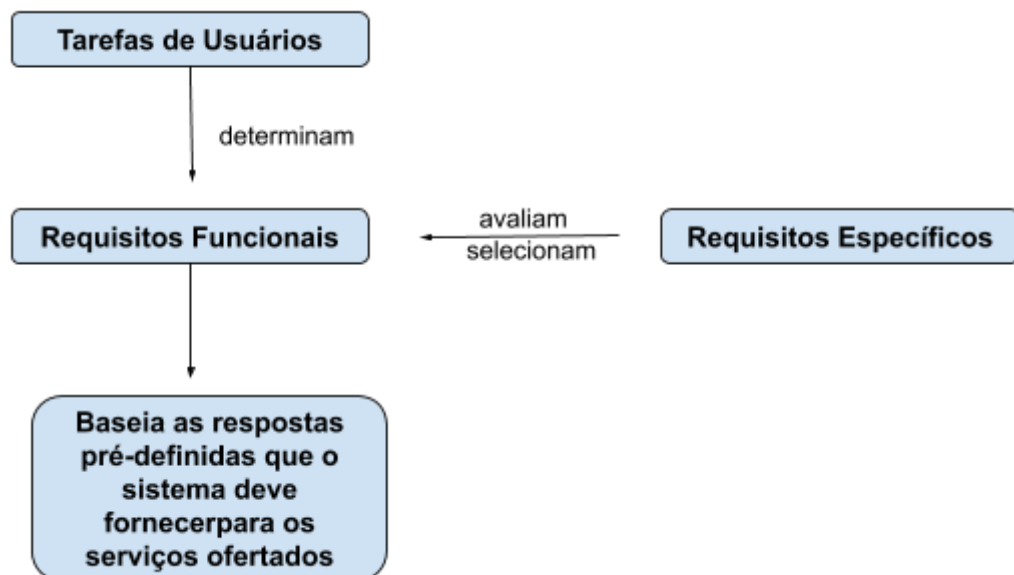 Tarefas de Usuários
determinam
Requisitos Funcionais
avaliam
selecionam
Requisitos Específicos
Baseia as respostas
pré-definidas que o
sistema deve
fornecerpara os
serviços ofertados